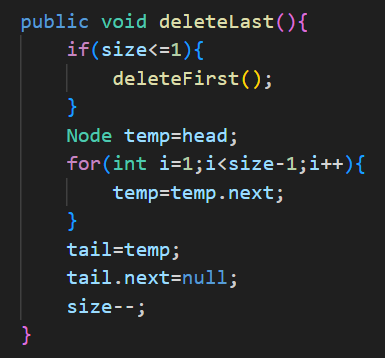 public void deleteLast(){
    if(size<=1){
        deleteFirst();
    }
    Node temp=head;
    for(int i=1;i<size-1;i++){
        temp=temp.next;
    }
    tail=temp;
    tail.next=null;
    size--;
}